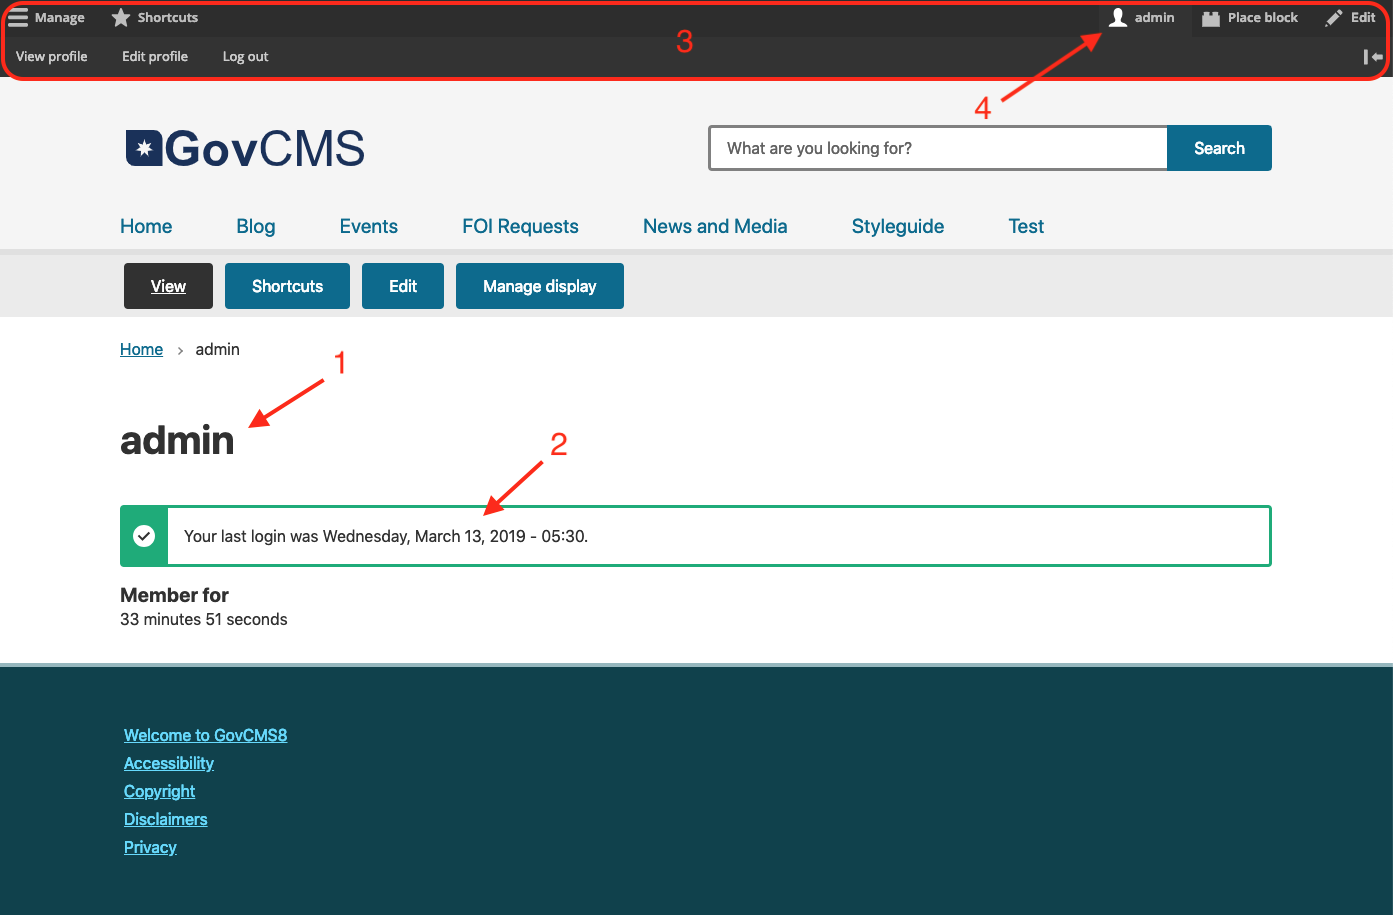 Manage Shortcuts admin Place block Edit
3
View profile Edit profile Log out
4
GovCMS
What are you looking for? Search
Home Blog Events FOI Requests News and Media Styleguide Test
View Shortcuts Edit Manage display
Home › admin
1
admin
2
Your last login was Wednesday, March 13, 2019 - 05:30.
Member for
33 minutes 51 seconds
Welcome to GovCMS8
Accessibility
Copyright
Disclaimers
Privacy